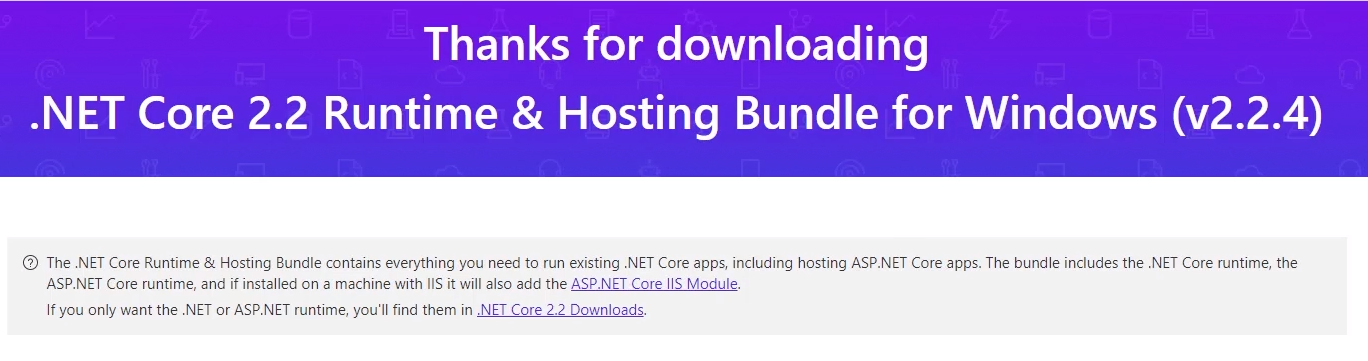 Thanks for downloading
.NET Core 2.2 Runtime & Hosting Bundle for Windows (v2.2.4)
The .NET Core Runtime & Hosting Bundle contains everything you need to run existing .NET Core apps, including hosting ASP.NET Core apps. The bundle includes the .NET Core runtime, the
ASP.NET Core runtime, and if installed on a machine with IIS it will also add the ASP.NET Core IIS Module.
If you only want the .NET or ASP.NET runtime, you'll find them in .NET Core 2.2 Downloads.